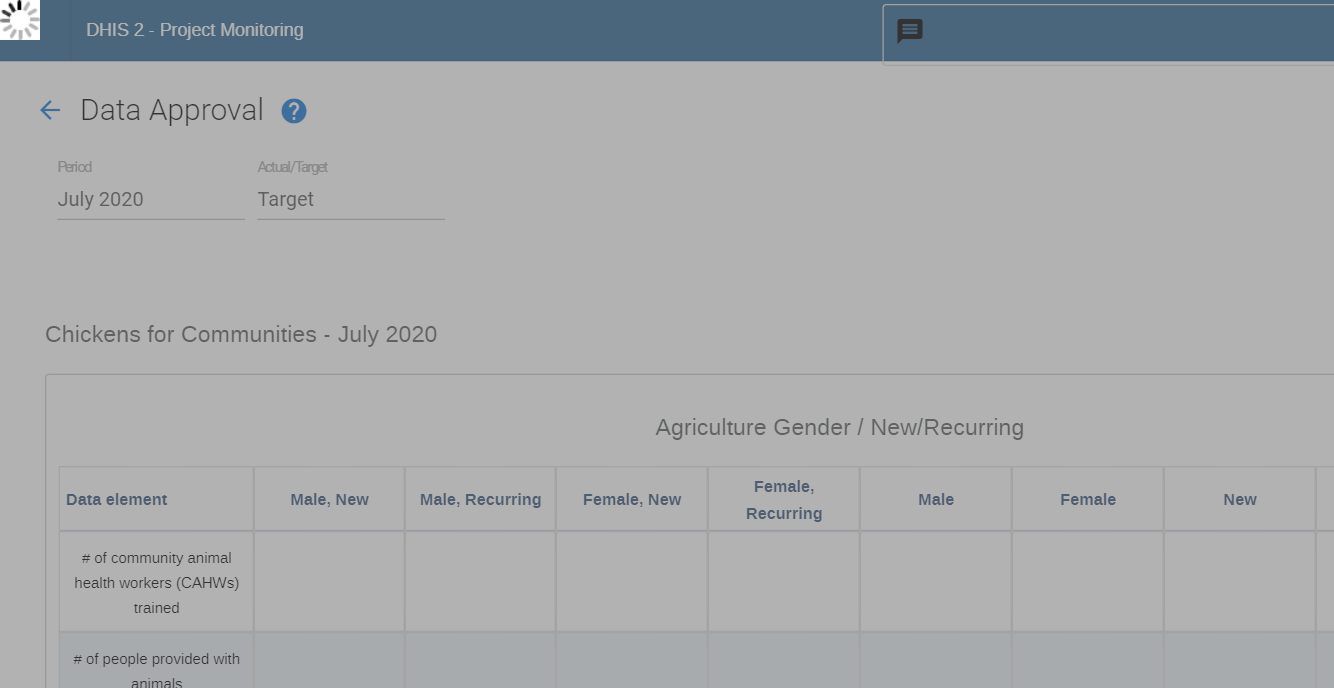 DHIS 2 - Project Monitoring
Data Approval
Period
Actual/Target
July 2020
Target
Chickens for Communities - July 2020
Agriculture Gender / New/Recurring
Data element
Male, New
Male, Recurring
Female, New
Female,
Recurring
Male
Female
New
# of community animal
health workers (CAHWs)
trained
# of people provided with
animals